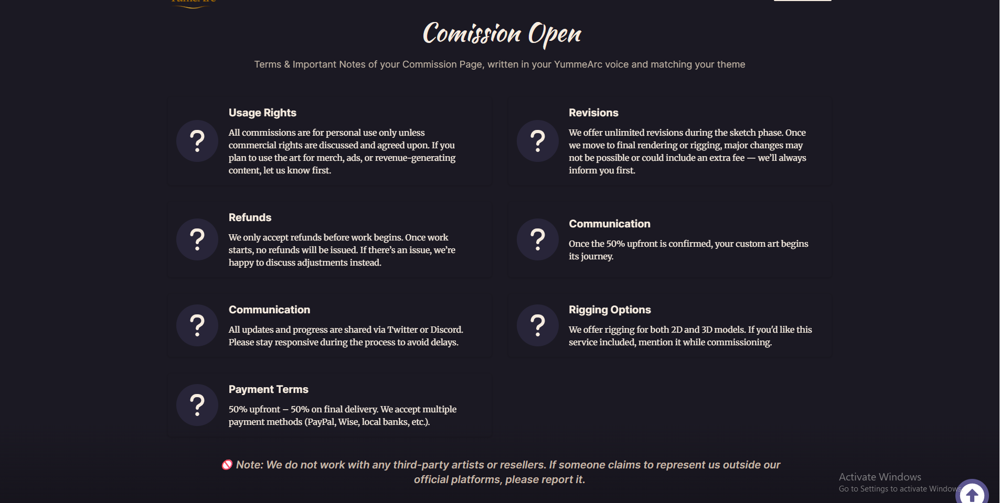 Comission Open
Terms & Important Notes of your Commission Page, written in your YummeArc voice and matching your theme
Usage Rights
All commissions are for personal use only unless
commercial rights are discussed and agreed upon. If you
plan to use the art for merch, ads, or revenue-generating
content, let us know first.
Revisions
We offer unlimited revisions during the sketch phase. Once
we move to final rendering or rigging, major changes may
not be possible or could include an extra fee — we’ll always
inform you first.
Refunds
We only accept refunds before work begins. Once work
starts, no refunds will be issued. If there’s an issue, we’re
happy to discuss adjustments instead.
Communication
Once the 50% upfront is confirmed, your custom art begins
its journey.
Communication
All updates and progress are shared via Twitter or Discord.
Please stay responsive during the process to avoid delays.
Rigging Options
We offer rigging for both 2D and 3D models. If you'd like this
service included, mention it while commissioning.
Payment Terms
50% upfront – 50% on final delivery. We accept multiple
payment methods (PayPal, Wise, local banks, etc.).
🚫 Note: We do not work with any third-party artists or resellers. If someone claims to represent us outside our
official platforms, please report it.
Activate Windows
Go to Settings to activate Windows